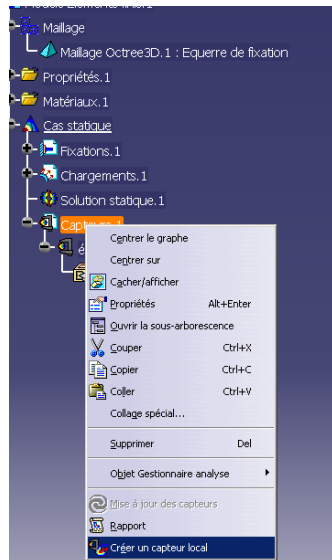 Maillage
Maillage Octree3D.1 : Equerre de fixation
Propriétés.1
Matériaux.1
Cas statique
Fixations.1
Chargements.1
Solution statique.1
Capteurs.1
Centrer le graphe
Centrer sur
Cacher/afficher
Propriétés Alt+Enter
Ouvrir la sous-arborescence
Couper Ctrl+X
Copier Ctrl+C
Coller Ctrl+V
Collage spécial...
Supprimer Del
Objet Gestionnaire analyse
Mise à jour des capteurs
Rapport
Créer un capteur local